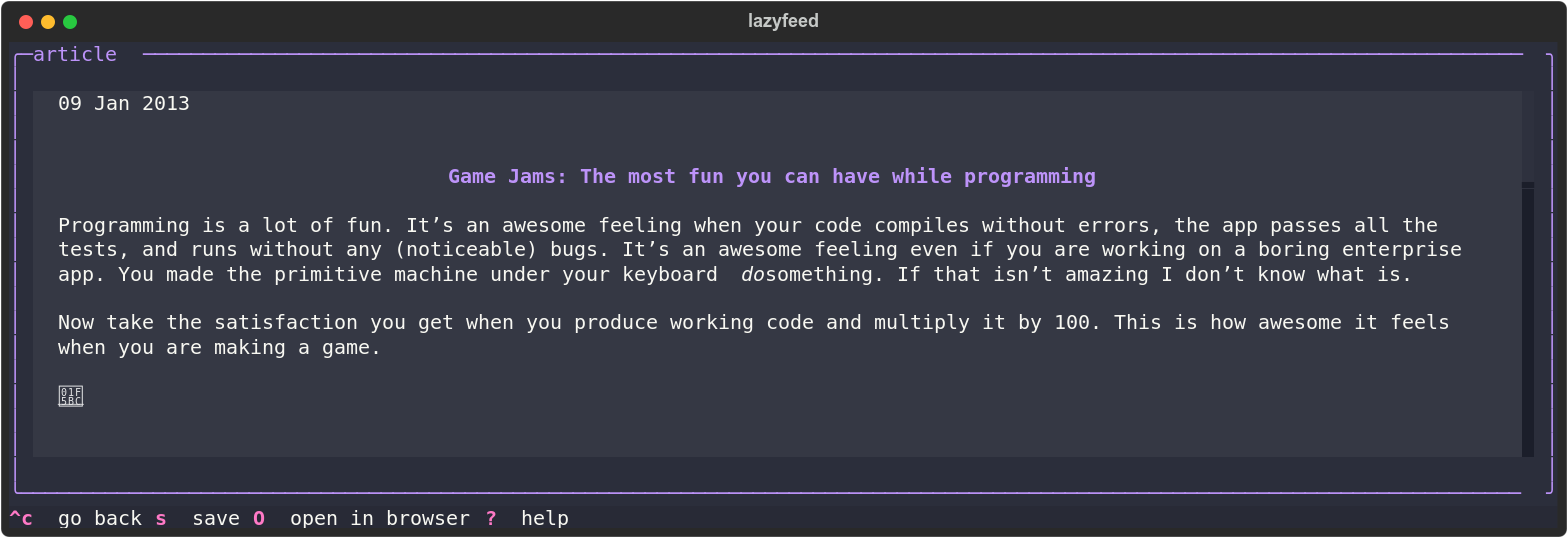 lazyfeed
article
09 Jan 2013
Game Jams: The most fun you can have while programming
Programming is a lot of fun. It’s an awesome feeling when your code compiles without errors, the app passes all the
tests, and runs without any (noticeable) bugs. It’s an awesome feeling even if you are working on a boring enterprise
app. You made the primitive machine under your keyboard dosomething. If that isn’t amazing I don’t know what is.
Now take the satisfaction you get when you produce working code and multiply it by 100. This is how awesome it feels
when you are making a game.
01F
5BC
^c go back s save O open in browser ? help